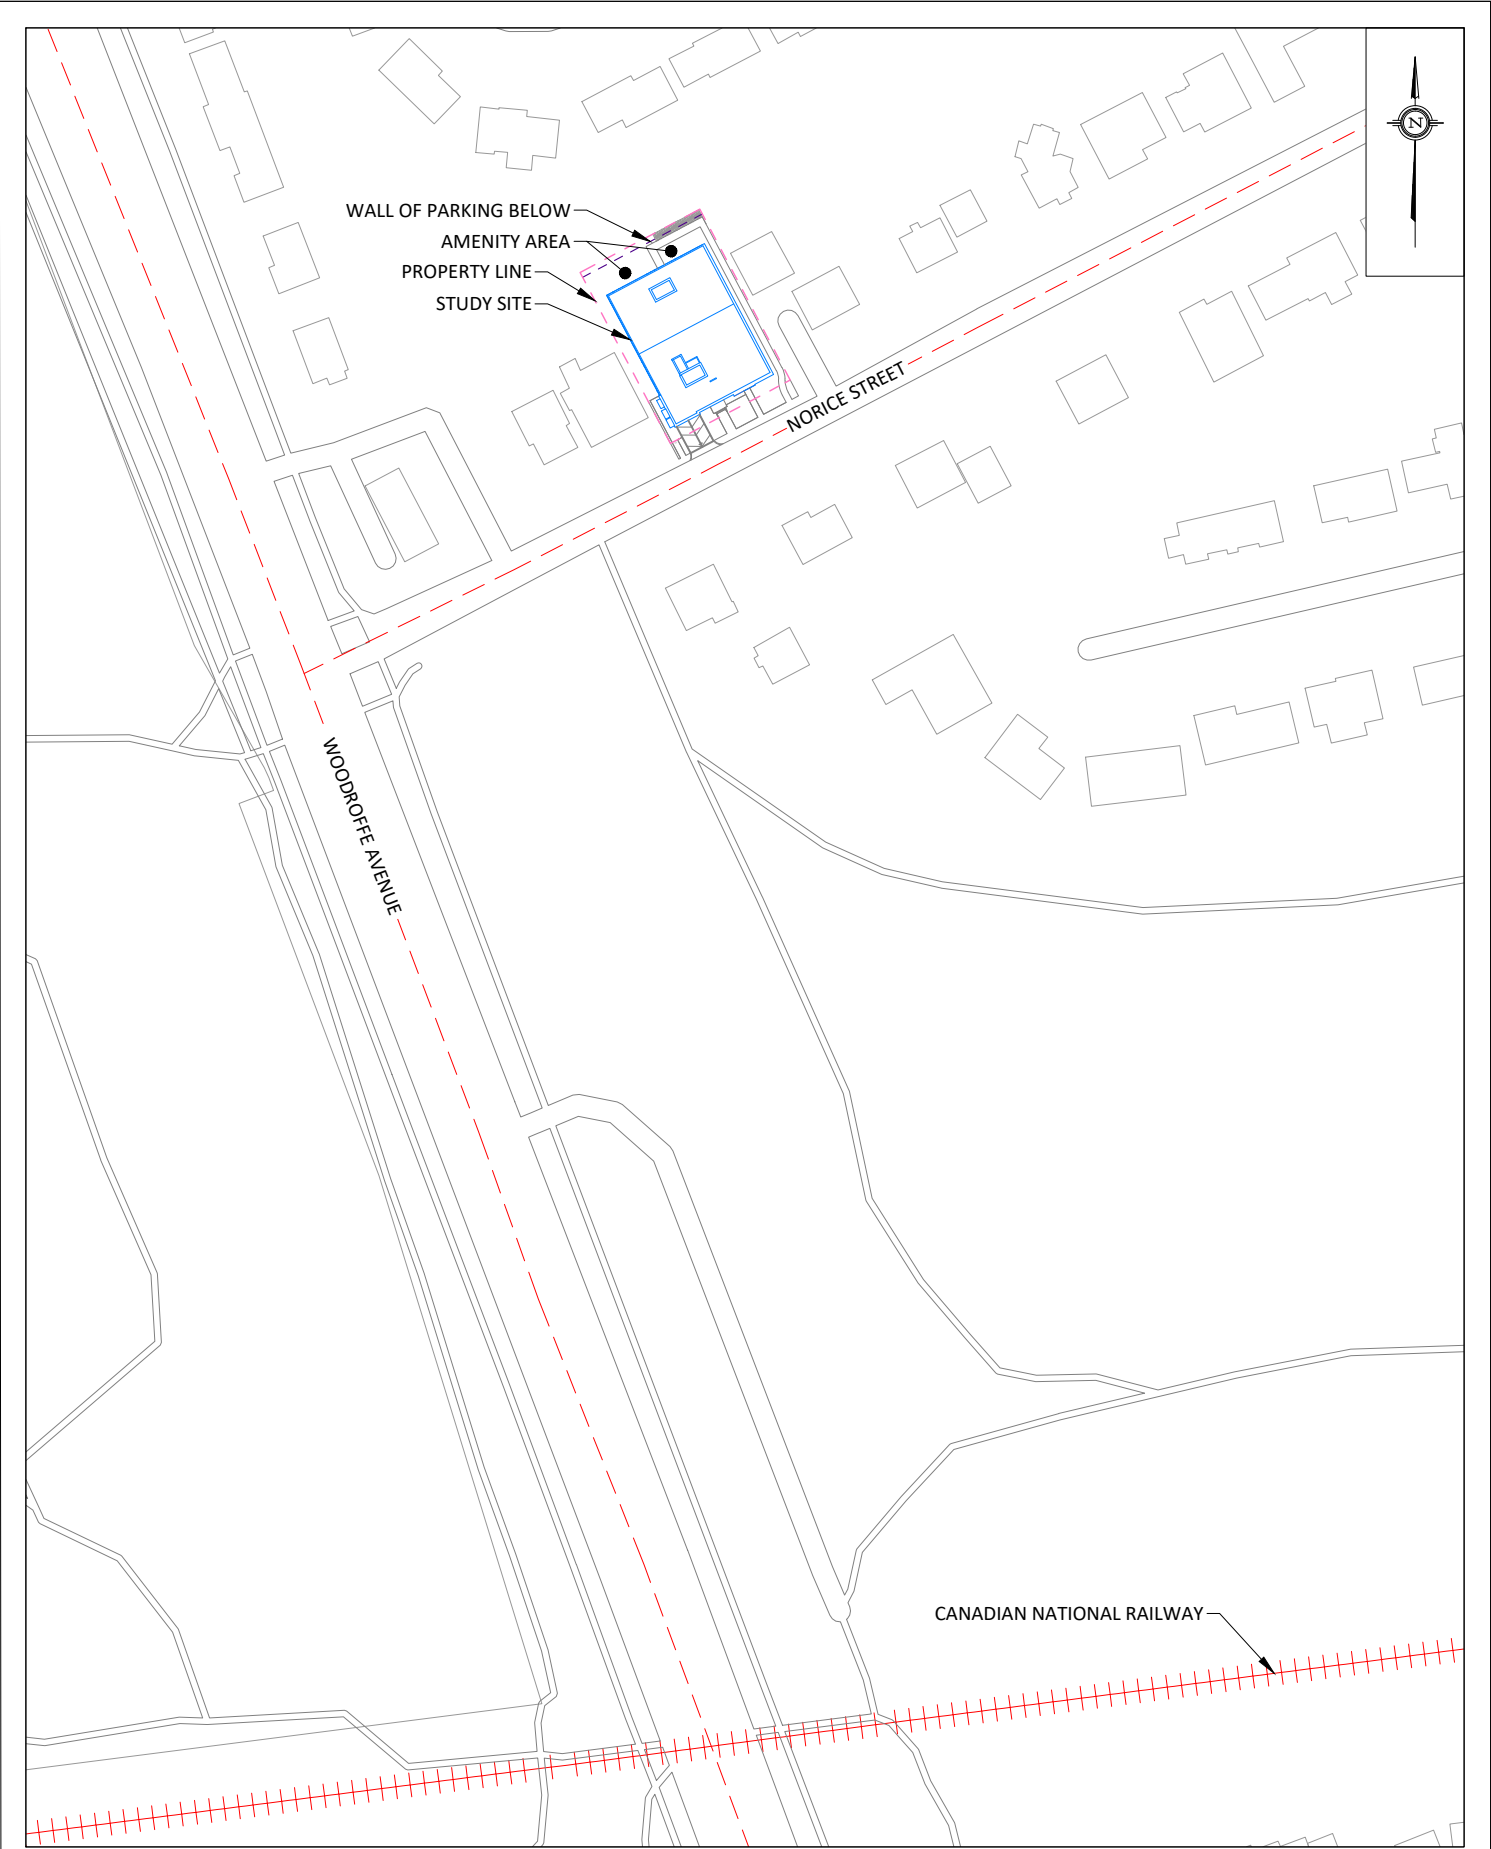 N
WALL OF PARKING BELOW
AMENITY AREA
PROPERTY LINE
STUDY SITE
NORICE STREET
WOODROFFE AVENUE
CANADIAN NATIONAL RAILWAY